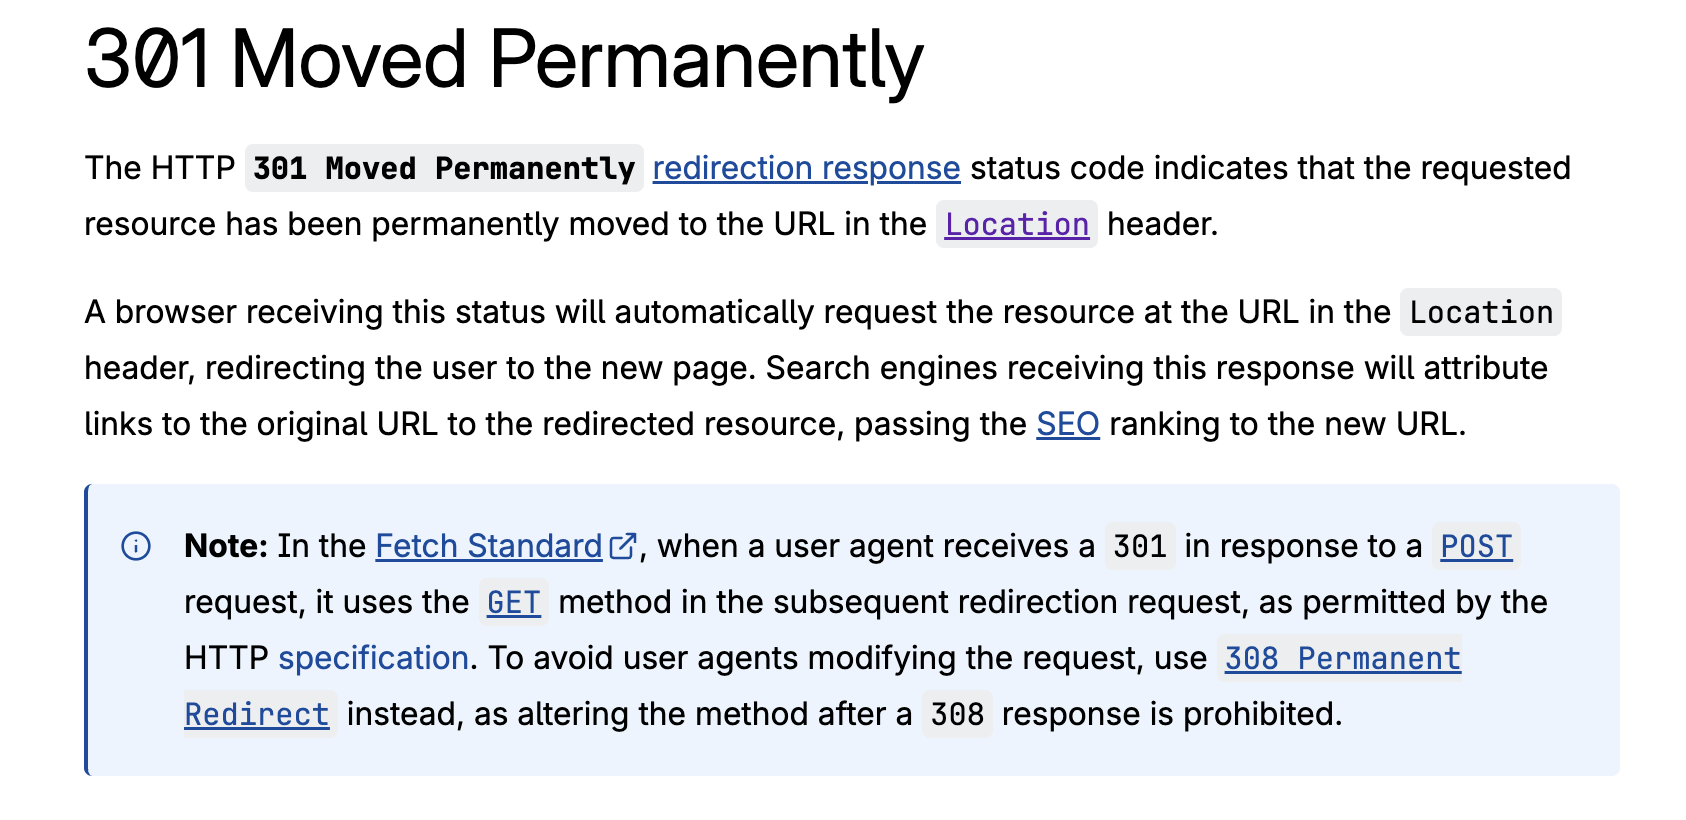 301 Moved Permanently
The HTTP 301 Moved Permanently redirection response status code indicates that the requested
resource has been permanently moved to the URL in the Location header.
A browser receiving this status will automatically request the resource at the URL in the Location
header, redirecting the user to the new page. Search engines receiving this response will attribute
links to the original URL to the redirected resource, passing the SEO ranking to the new URL.
Note: In the Fetch Standard, when a user agent receives a 301 in response to a POST
request, it uses the GET method in the subsequent redirection request, as permitted by the
HTTP specification. To avoid user agents modifying the request, use 308 Permanent
Redirect instead, as altering the method after a 308 response is prohibited.